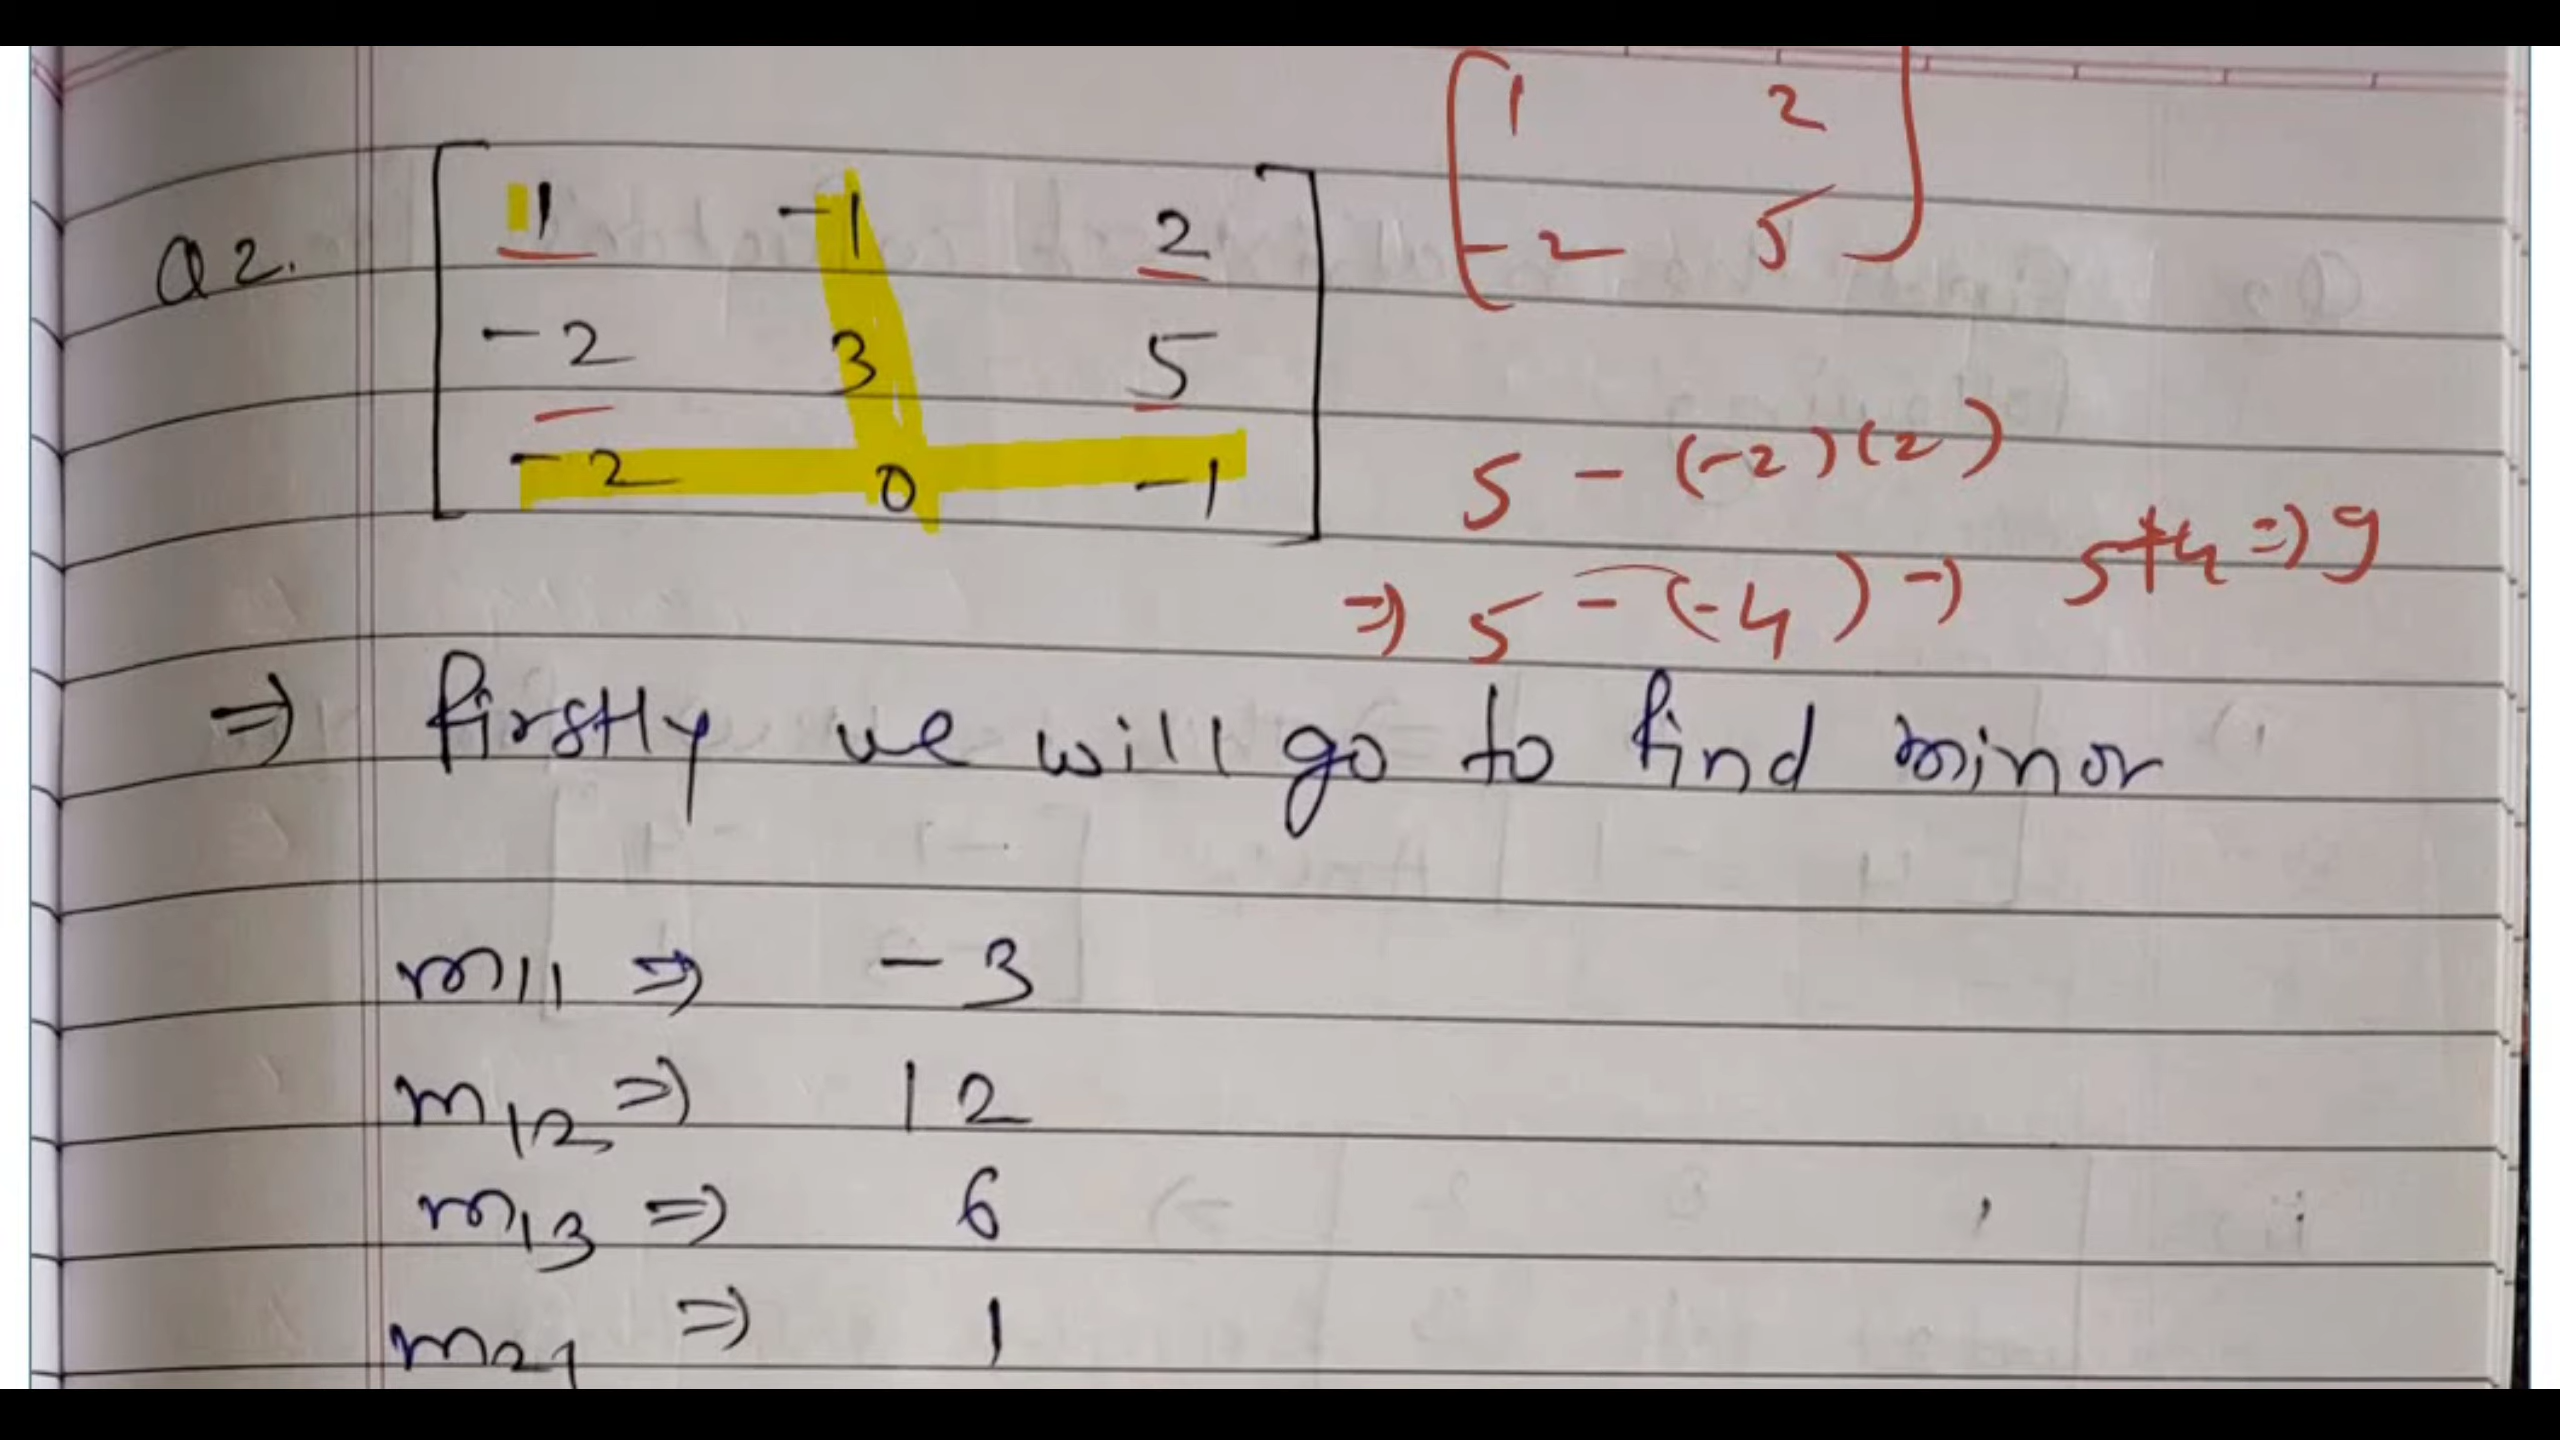 1 2
-2 5
Q2.
1 -1 2
-2 3 5
-2 0 -1
5 - (-2)(2)
=> 5 - (-4) => 5+4 => 9
=> firstly we will go to find minor
m11 => -3
m12 => 12
m13 => 6
m21 => 1